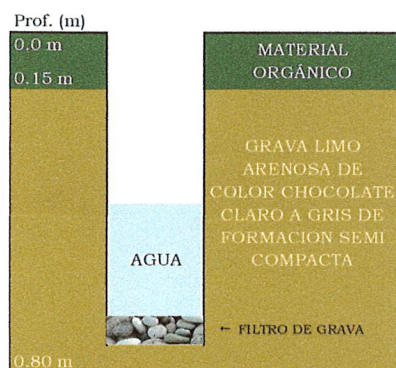 Prof. (m)
0.0 m
0.15 m
MATERIAL
ORGÁNICO
GRAVA LIMO
ARENOSA DE
COLOR CHOCOLATE
CLARO A GRIS DE
FORMACION SEMI
COMPACTA
AGUA
← FILTRO DE GRAVA
0.80 m